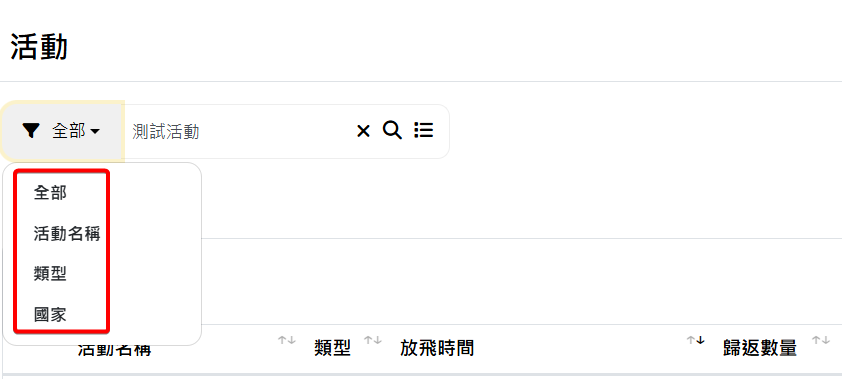 活動
全部
測試活動
全部
活動名稱
類型
國家
活動名稱 類型 放飛時間 歸返數量